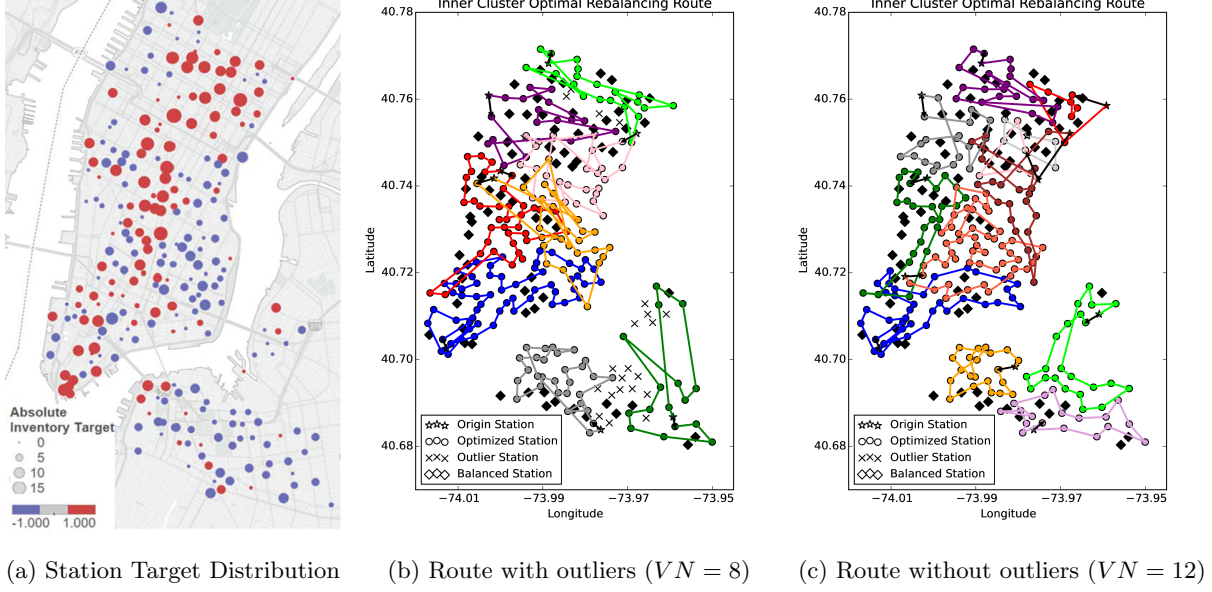 Absolute
Inventory Target
0
5
10
15
-1.000 1.000
Inner Cluster Optimal Rebalancing Route
40.78
40.76
40.74
40.72
40.70
40.68
Latitude
−74.01 −73.99 −73.97 −73.95
Longitude
Origin Station
Optimized Station
Outlier Station
Balanced Station
Inner Cluster Optimal Rebalancing Route
40.78
40.76
40.74
40.72
40.70
40.68
Latitude
−74.01 −73.99 −73.97 −73.95
Longitude
Origin Station
Optimized Station
Outlier Station
Balanced Station
(a) Station Target Distribution
(b) Route with outliers (VN = 8)
(c) Route without outliers (VN = 12)